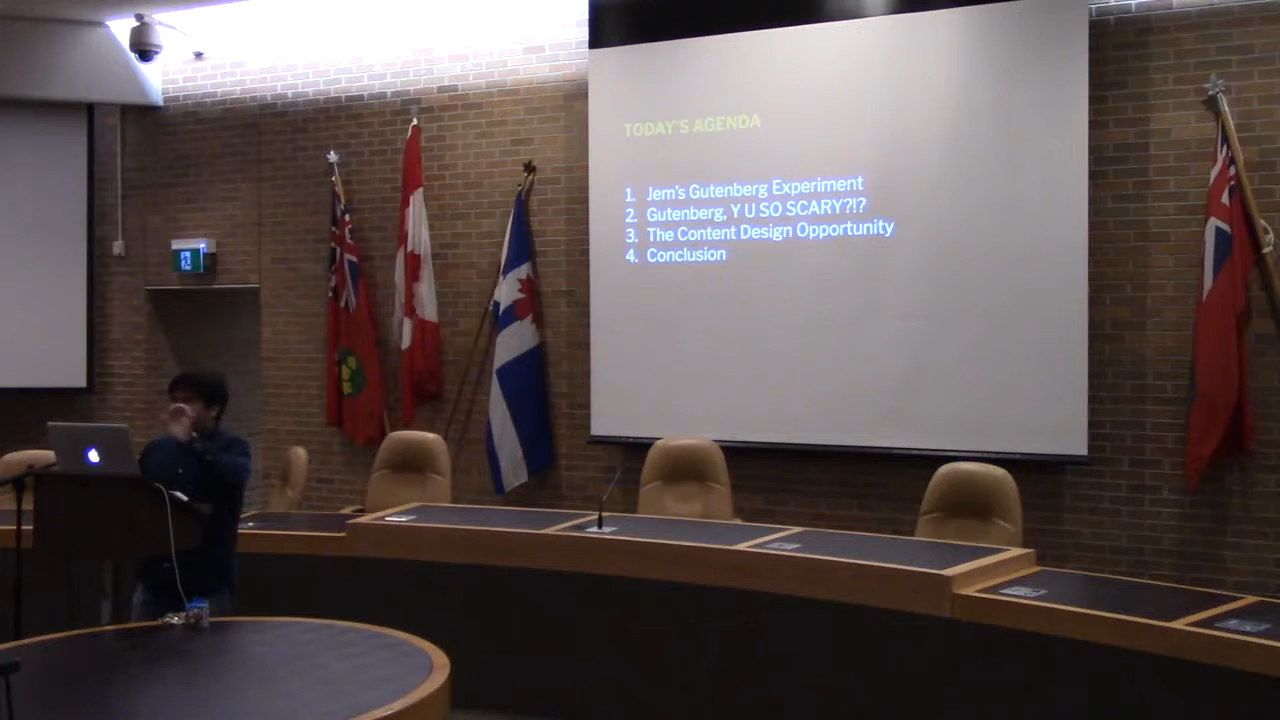 TODAY'S AGENDA
1. Jem's Gutenberg Experiment
2. Gutenberg, Y U SO SCARY?!?
3. The Content Design Opportunity
4. Conclusion